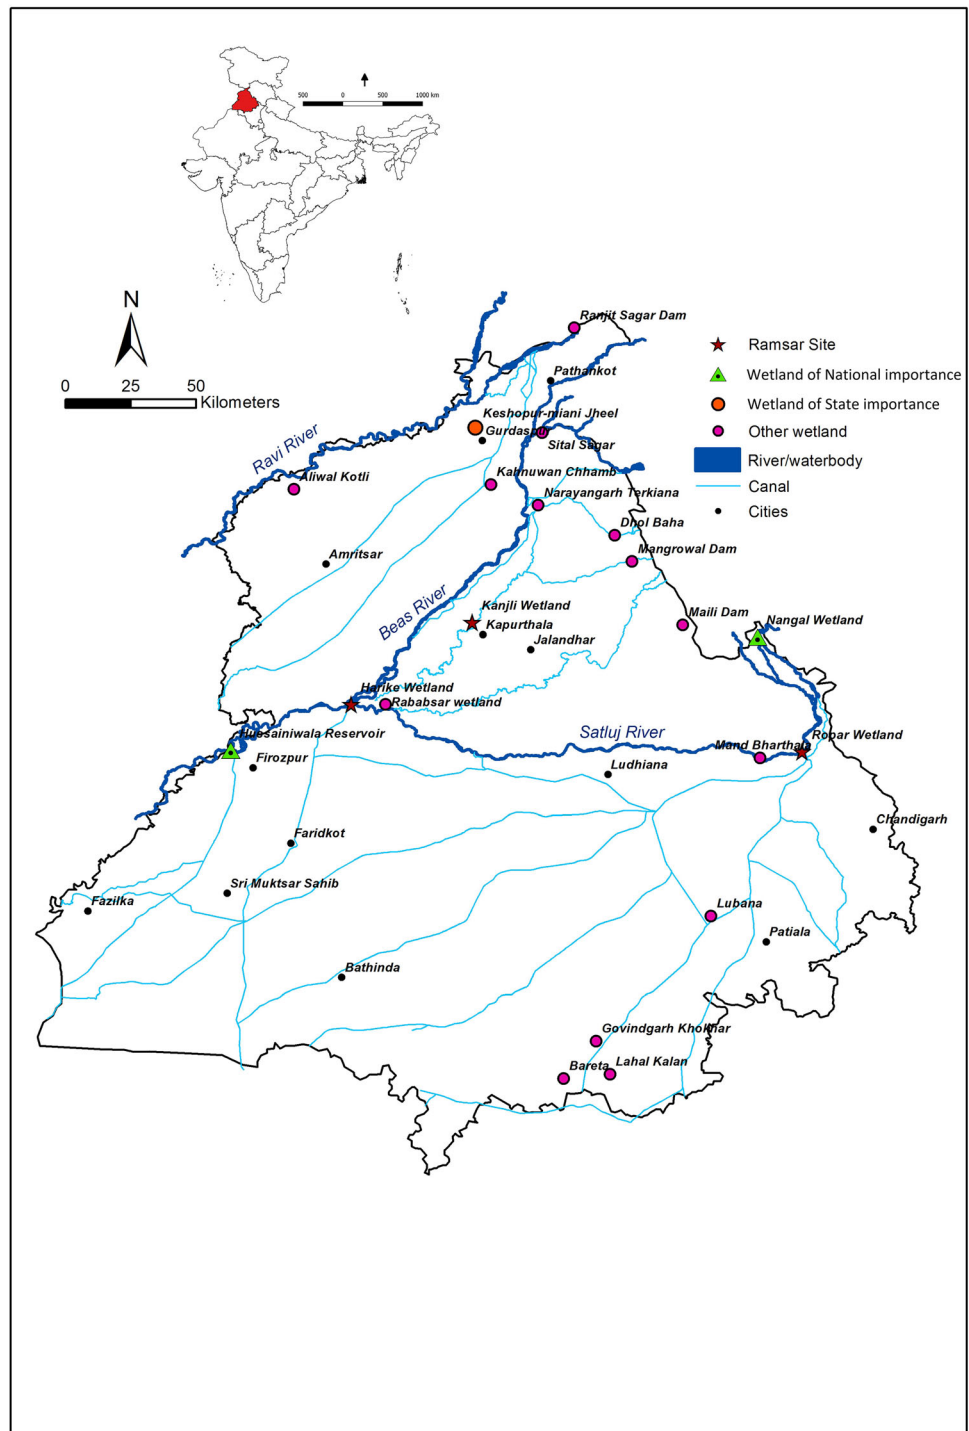 500 0 500 1000 km
N
0 25 50
Kilometers
Ranjit Sagar Dam
Ramsar Site
Pathankot
Wetland of National importance
Keshopur-miani Jheel
Wetland of State importance
Gurdaspur
Other wetland
Ravi River
Sital Sagar
River/waterbody
Aliwal Kotli
Kahnuwan Chhamb
Canal
Narayangarh Terkiana
Cities
Dhol Baha
Amritsar
Mangrowal Dam
Beas River
Kanjli Wetland
Maili Dam
Nangal Wetland
Kapurthala
Jalandhar
Harike Wetland
Rababsar wetland
Hussainiwala Reservoir
Satluj River
Ropar Wetland
Mand Bharthala
Firozpur
Ludhiana
Chandigarh
Faridkot
Sri Muktsar Sahib
Fazilka
Lubana
Patiala
Bathinda
Govindgarh Khokhar
Bareta
Lahal Kalan